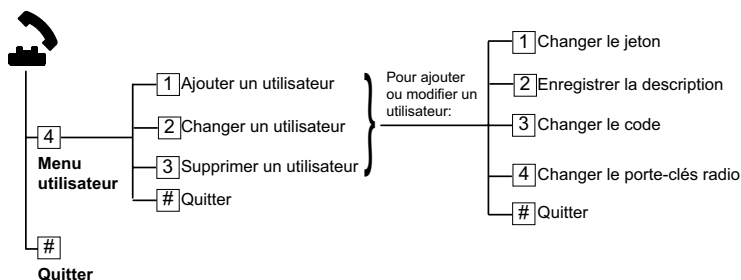 4
Menu
utilisateur
#
Quitter
1 Ajouter un utilisateur
2 Changer un utilisateur
3 Supprimer un utilisateur
# Quitter
Pour ajouter
ou modifier un
utilisateur:
1 Changer le jeton
2 Enregistrer la description
3 Changer le code
4 Changer le porte-clés radio
# Quitter